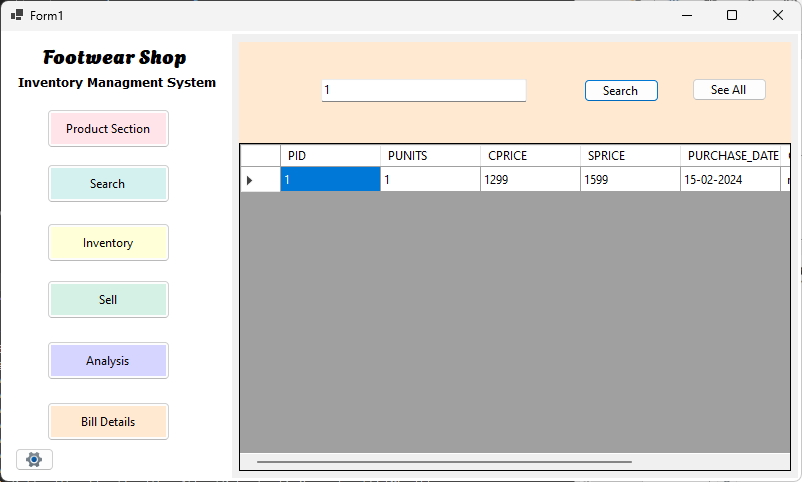 Form1
Footwear Shop
Inventory Managment System
Product Section
Search
Inventory
Sell
Analysis
Bill Details
1 Search See All
PID PUNITS CPRICE SPRICE PURCHASE_DATE
1 1 1299 1599 15-02-2024